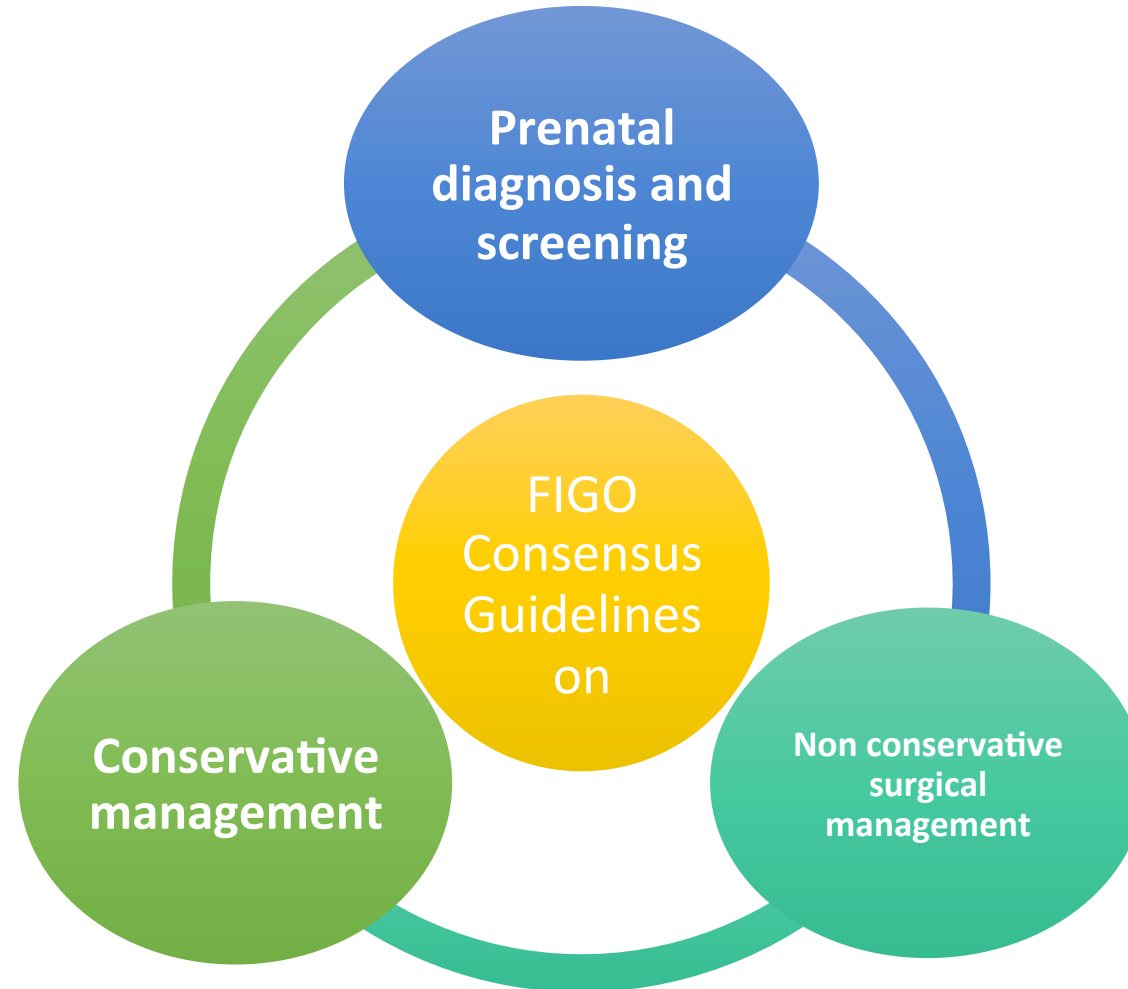 Prenatal
diagnosis and
screening
FIGO
Consensus
Guidelines
on
Conservative
management
Non conservative
surgical
management